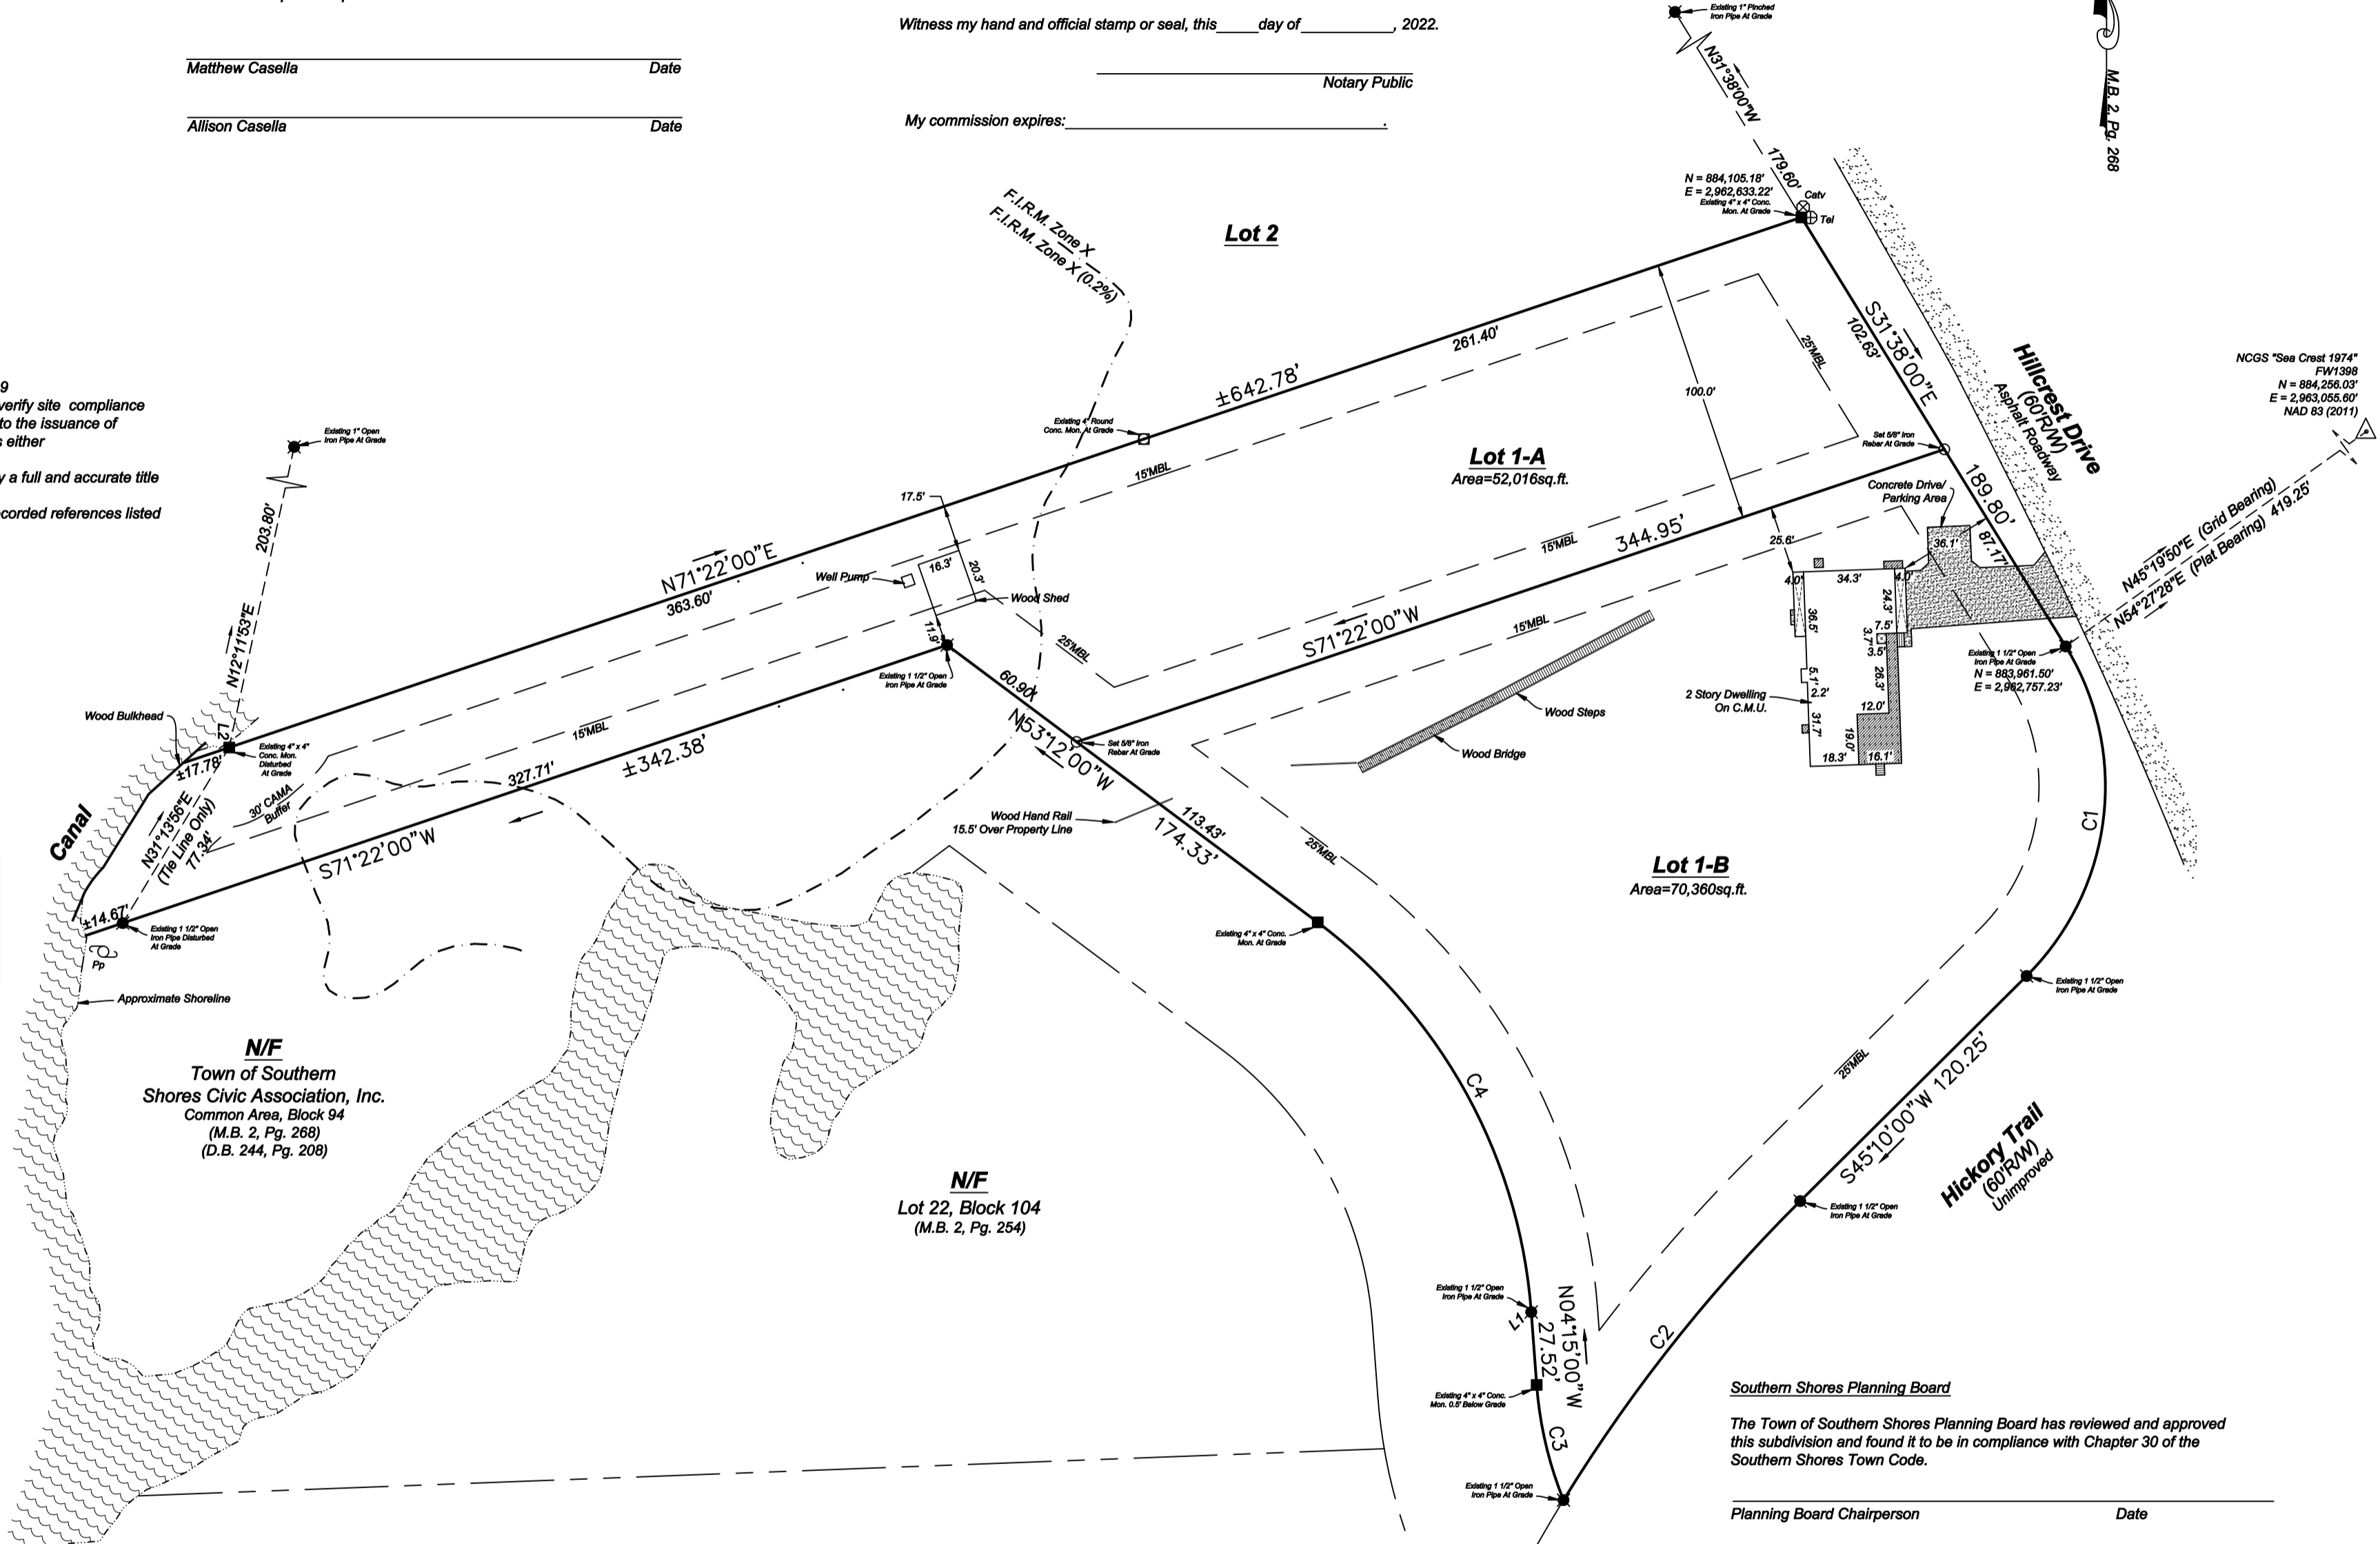 Witness my hand and official stamp or seal, this_____day of___________, 2022.
Matthew Casella Date
Notary Public
Allison Casella Date
My commission expires:______________________________________.
Existing 1" Pinched
Iron Pipe At Grade
N31°38'00"W
179.60'
M.B. 2, Pg. 268
N = 884,105.18'
E = 2,962,633.22'
Existing 4" x 4" Conc.
Mon. At Grade
Catv
Tel
F.I.R.M. Zone X
F.I.R.M. Zone X (0.2%)
Lot 2
9
verify site compliance
to the issuance of
s either
y a full and accurate title
corded references listed
Existing 1" Open
Iron Pipe At Grade
203.80'
N12°11'53"E
261.40'
±642.78'
Existing 4" Round
Conc. Mon. At Grade
15'MBL
25'MBL
100.0'
S31°38'00"E
102.63'
Hillcrest Drive
(60'R/W)
Asphalt Roadway
NCGS "Sea Crest 1974"
FW1398
N = 884,256.03'
E = 2,963,055.60'
NAD 83 (2011)
Set 5/8" Iron
Rebar At Grade
Lot 1-A
Area=52,016sq.ft.
189.80'
87.17'
Concrete Drive/
Parking Area
N45°19'50"E (Grid Bearing)
N54°27'28"E (Plat Bearing) 419.25'
17.5'
N71°22'00"E
363.60'
Well Pump
16.3'
20.3'
Wood Shed
11.9'
25'MBL
15'MBL
344.95'
S71°22'00"W
15'MBL
25.6'
36.1'
4.0'
34.3'
4.0'
24.3'
36.5'
7.5'
3.7'
3.5'
5.1'
2.2'
26.3'
12.0'
31.7'
19.0'
18.3'
16.1'
2 Story Dwelling
On C.M.U.
Existing 1 1/2" Open
Iron Pipe At Grade
N = 883,961.50'
E = 2,962,757.23'
Existing 1 1/2" Open
Iron Pipe At Grade
60.90'
N53°12'00"W
Set 5/8" Iron
Rebar At Grade
Wood Steps
Wood Bridge
Wood Bulkhead
L2
Existing 4" x 4"
Conc. Mon.
Disturbed
At Grade
±17.78'
15'MBL
±342.38'
327.71'
30' CAMA
Buffer
N31°13'56"E
(Tie Line Only)
77.34'
Canal
S71°22'00"W
±14.67'
Existing 1 1/2" Open
Iron Pipe Disturbed
At Grade
Pp
Approximate Shoreline
Wood Hand Rail
15.5' Over Property Line
113.43'
174.33'
25'MBL
C1
Lot 1-B
Area=70,360sq.ft.
Existing 4" x 4" Conc.
Mon. At Grade
Existing 1 1/2" Open
Iron Pipe At Grade
N/F
Town of Southern
Shores Civic Association, Inc.
Common Area, Block 94
(M.B. 2, Pg. 268)
(D.B. 244, Pg. 208)
C4
25'MBL
S45°10'00"W 120.25'
Hickory Trail
(60'R/W)
Unimproved
N/F
Lot 22, Block 104
(M.B. 2, Pg. 254)
Existing 1 1/2" Open
Iron Pipe At Grade
Existing 1 1/2" Open
Iron Pipe At Grade
L1
N04°15'00"W
27.52'
C2
Existing 4" x 4" Conc.
Mon. 0.5' Below Grade
C3
Existing 1 1/2" Open
Iron Pipe At Grade
Southern Shores Planning Board
The Town of Southern Shores Planning Board has reviewed and approved
this subdivision and found it to be in compliance with Chapter 30 of the
Southern Shores Town Code.
Planning Board Chairperson Date